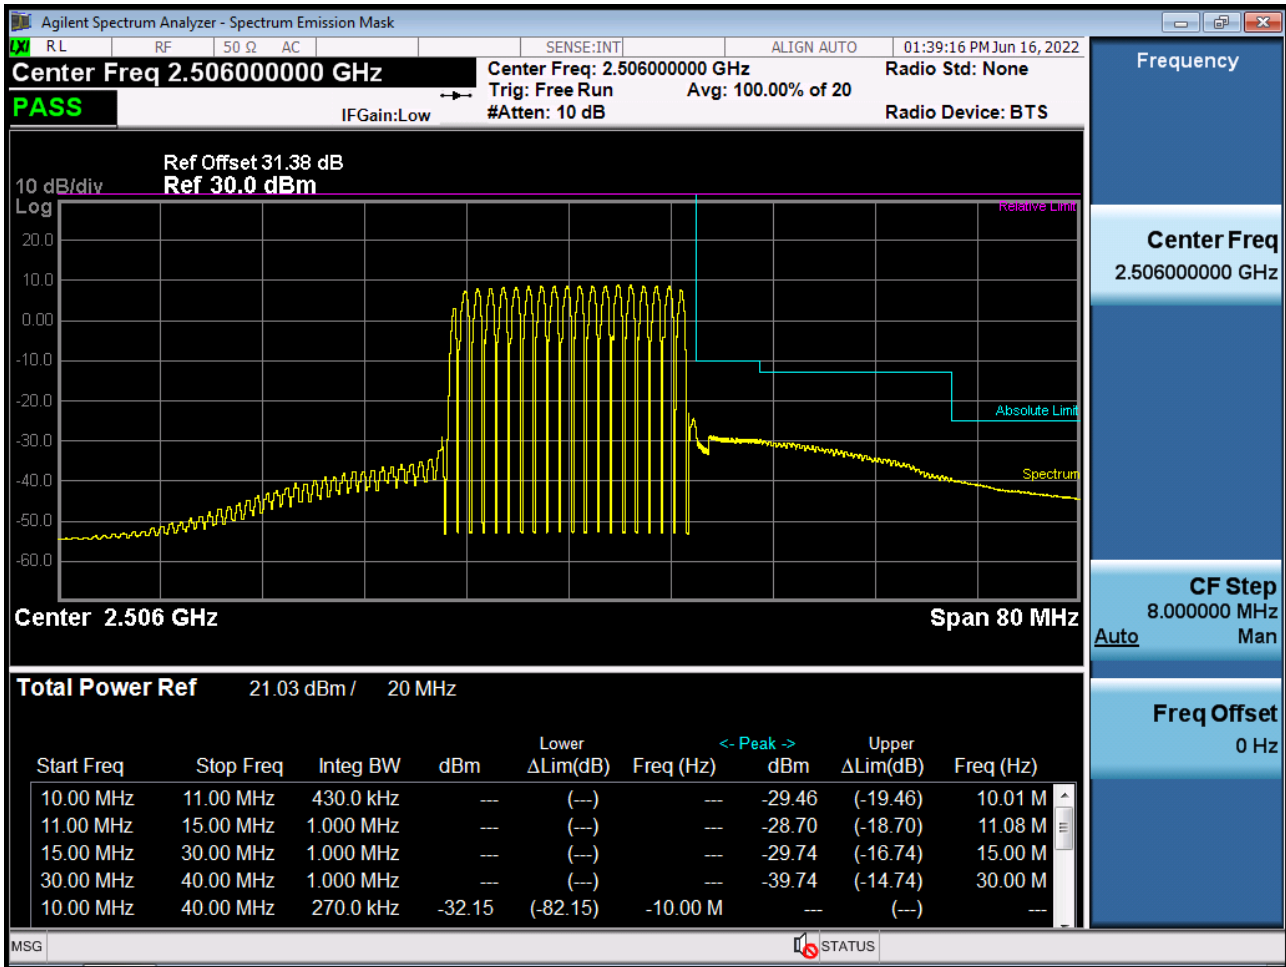 Agilent Spectrum Analyzer - Spectrum Emission Mask
LXI RL RF 50 Ω AC SENSE:INT ALIGN AUTO 01:39:16 PM Jun 16, 2022
Center Freq 2.506000000 GHz
Center Freq: 2.506000000 GHz Radio Std: None
Trig: Free Run Avg: 100.00% of 20
PASS
IFGain:Low #Atten: 10 dB Radio Device: BTS
Ref Offset 31.38 dB
10 dB/div Ref 30.0 dBm
Log
Relative Limit
20.0
10.0
0.00
-10.0
-20.0
Absolute Limit
-30.0
-40.0
Spectrum
-50.0
-60.0
Center 2.506 GHz Span 80 MHz
Total Power Ref 21.03 dBm / 20 MHz
Lower <- Peak -> Upper
Start Freq Stop Freq Integ BW dBm ΔLim(dB) Freq (Hz) dBm ΔLim(dB) Freq (Hz)
10.00 MHz 11.00 MHz 430.0 kHz --- (---) --- -29.46 (-19.46) 10.01 M
11.00 MHz 15.00 MHz 1.000 MHz --- (---) --- -28.70 (-18.70) 11.08 M
15.00 MHz 30.00 MHz 1.000 MHz --- (---) --- -29.74 (-16.74) 15.00 M
30.00 MHz 40.00 MHz 1.000 MHz --- (---) --- -39.74 (-14.74) 30.00 M
10.00 MHz 40.00 MHz 270.0 kHz -32.15 (-82.15) -10.00 M --- (---) ---
MSG STATUS
Frequency
Center Freq
2.506000000 GHz
CF Step
8.000000 MHz
Auto Man
Freq Offset
0 Hz